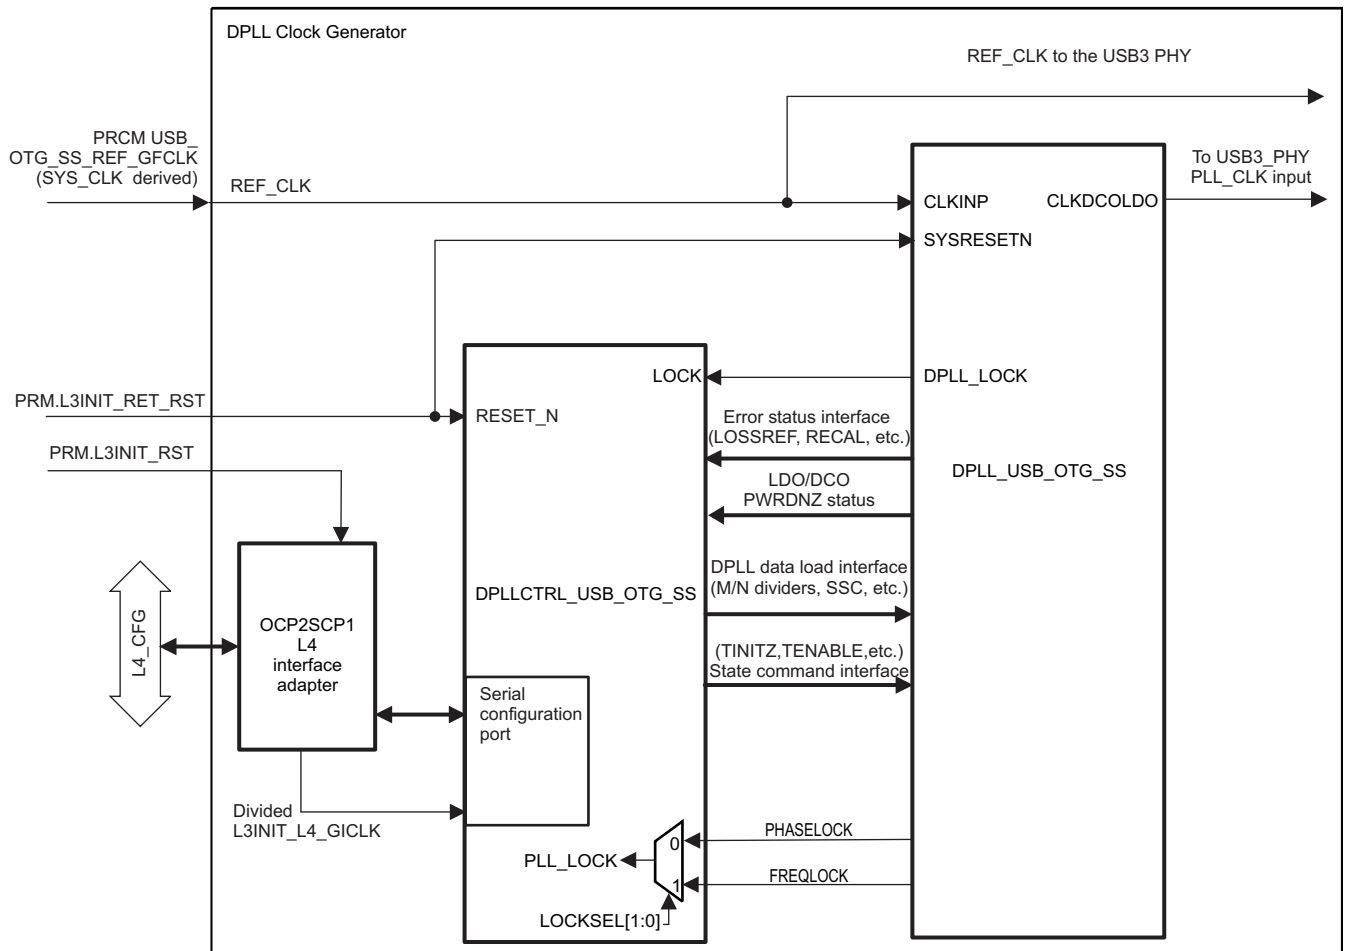 DPLL Clock Generator
REF_CLK to the USB3 PHY
PRCM USB_
OTG_SS_REF_GFCLK
(SYS_CLK derived)
REF_CLK
To USB3_PHY
PLL_CLK input
CLKINP
CLKDCOLDO
SYSRESETN
LOCK
DPLL_LOCK
PRM.L3INIT_RET_RST
RESET_N
Error status interface
(LOSSREF, RECAL, etc.)
PRM.L3INIT_RST
DPLL_USB_OTG_SS
LDO/DCO
PWRDNZ status
DPLL data load interface
(M/N dividers, SSC, etc.)
DPLLCTRL_USB_OTG_SS
L4_CFG
OCP2SCP1
L4
interface
adapter
(TINITZ,TENABLE,etc.)
State command interface
Serial
configuration
port
Divided
L3INIT_L4_GICLK
PHASELOCK
0
PLL_LOCK
FREQLOCK
1
LOCKSEL[1:0]